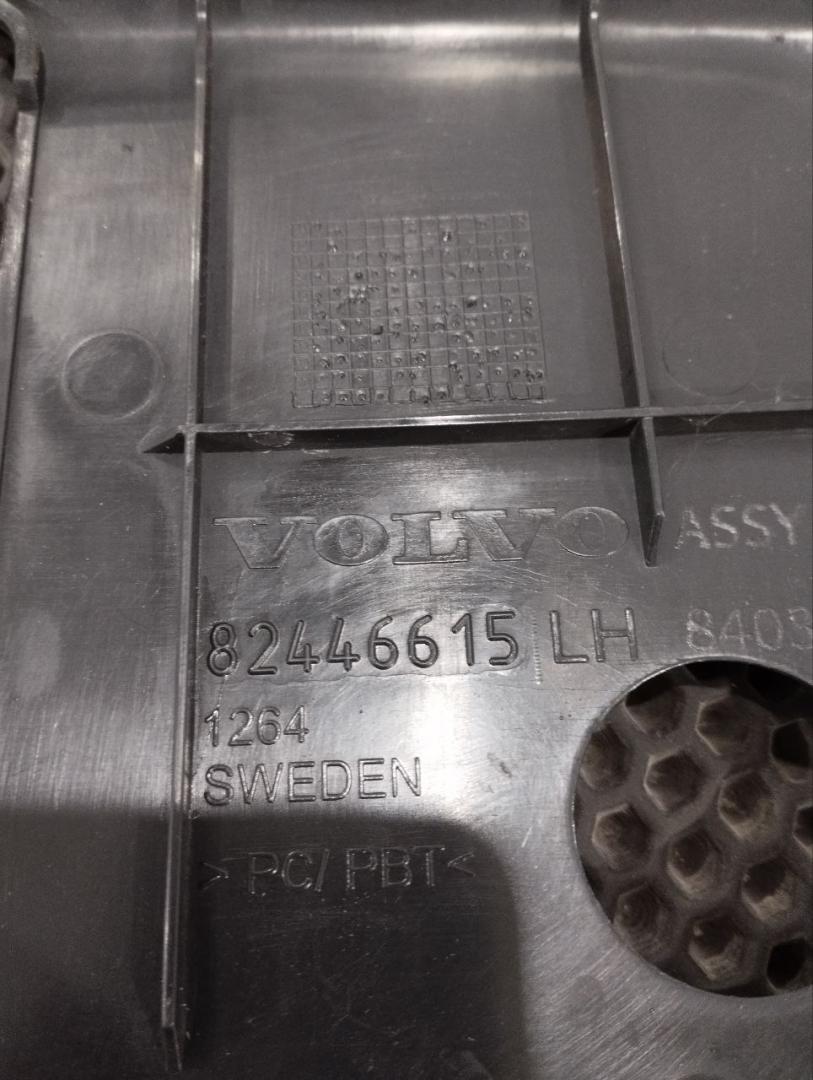 VOLVO ASSY
82446615 LH 8403
1264
SWEDEN
>PC/PBT<